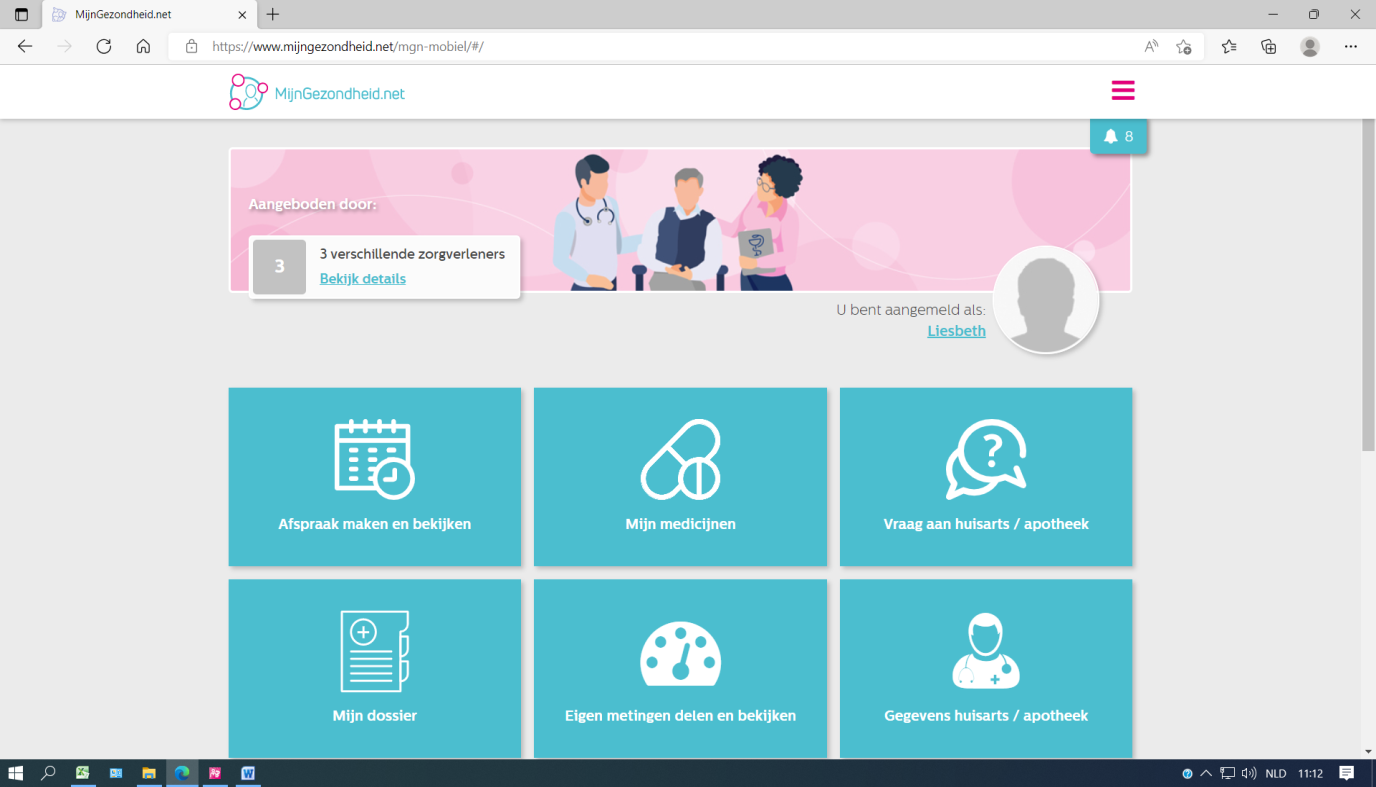 MijnGezondheid.net
https://www.mijngezondheid.net/mgn-mobiel/#/
MijnGezondheid.net
8
Aangeboden door:
3
3 verschillende zorgverleners
Bekijk details
U bent aangemeld als:
Liesbeth
Afspraak maken en bekijken
Mijn medicijnen
Vraag aan huisarts / apotheek
Mijn dossier
Eigen metingen delen en bekijken
Gegevens huisarts / apotheek
NLD
11:12